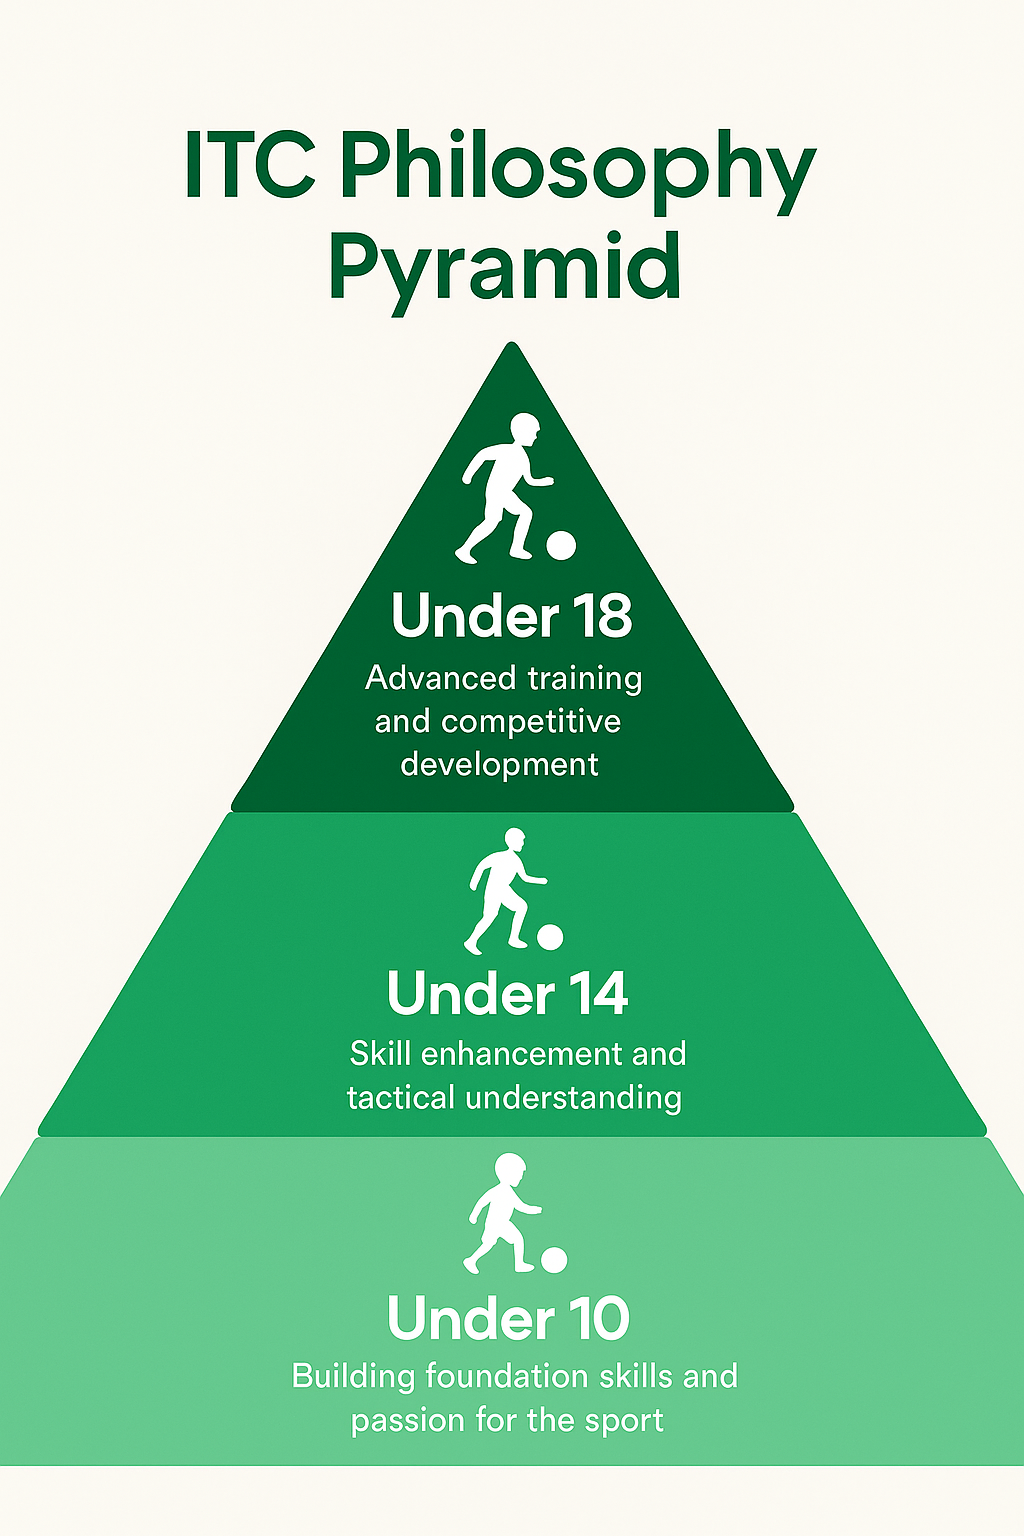 ITC Philosophy
Pyramid
Under 18
Advanced training
and competitive
development
Under 14
Skill enhancement and
tactical understanding
Under 10
Building foundation skills and
passion for the sport